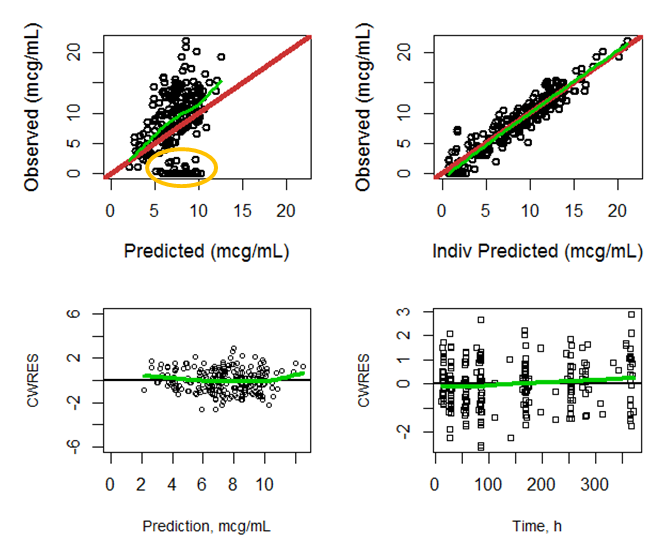 Observed (mcg/mL)
20
15
10
5
0
0 5 10 15 20
Predicted (mcg/mL)
Observed (mcg/mL)
20
10
5
0
0 5 10 15 20
Indiv Predicted (mcg/mL)
CWRES
6
2
-2
-6
0 2 4 6 8 10
Prediction, mcg/mL
CWRES
3
2
1
0
-2
0 100 200 300
Time, h